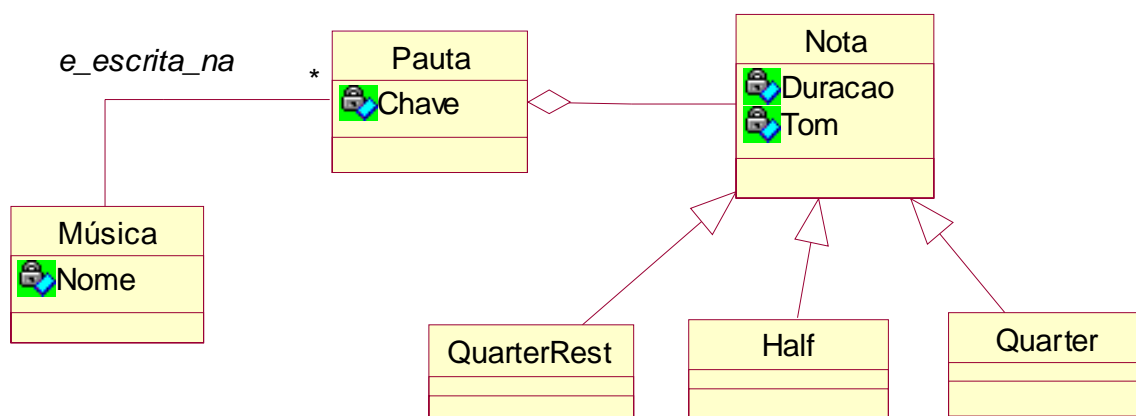 e_escrita_na
*
Pauta
Chave
Nota
Duracao
Tom
Música
Nome
QuarterRest
Half
Quarter